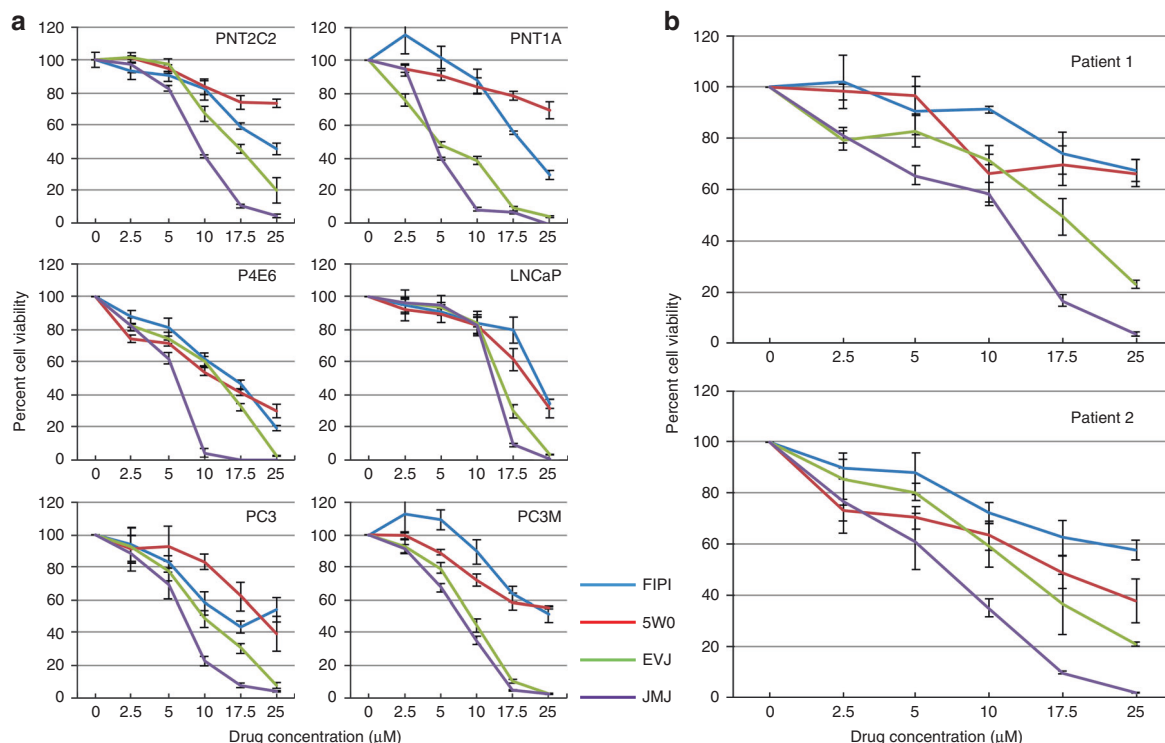 a
PNT2C2
120
100
80
60
40
20
0
0 2.5 5 10 17.5 25
PNT1A
120
100
80
60
40
20
0
0 2.5 5 10 17.5 25
Percent cell viability
P4E6
120
100
80
60
40
20
0
0 2.5 5 10 17.5 25
LNCaP
120
100
80
60
40
20
0
0 2.5 5 10 17.5 25
PC3
120
100
80
60
40
20
0
0 2.5 5 10 17.5 25
PC3M
120
100
80
60
40
20
0
0 2.5 5 10 17.5 25
Drug concentration (μM)
FIPI
5W0
EVJ
JMJ
b
Patient 1
120
100
80
60
40
20
0
0 2.5 5 10 17.5 25
Percent cell viability
Patient 2
120
100
80
60
40
20
0
0 2.5 5 10 17.5 25
Drug concentration (μM)